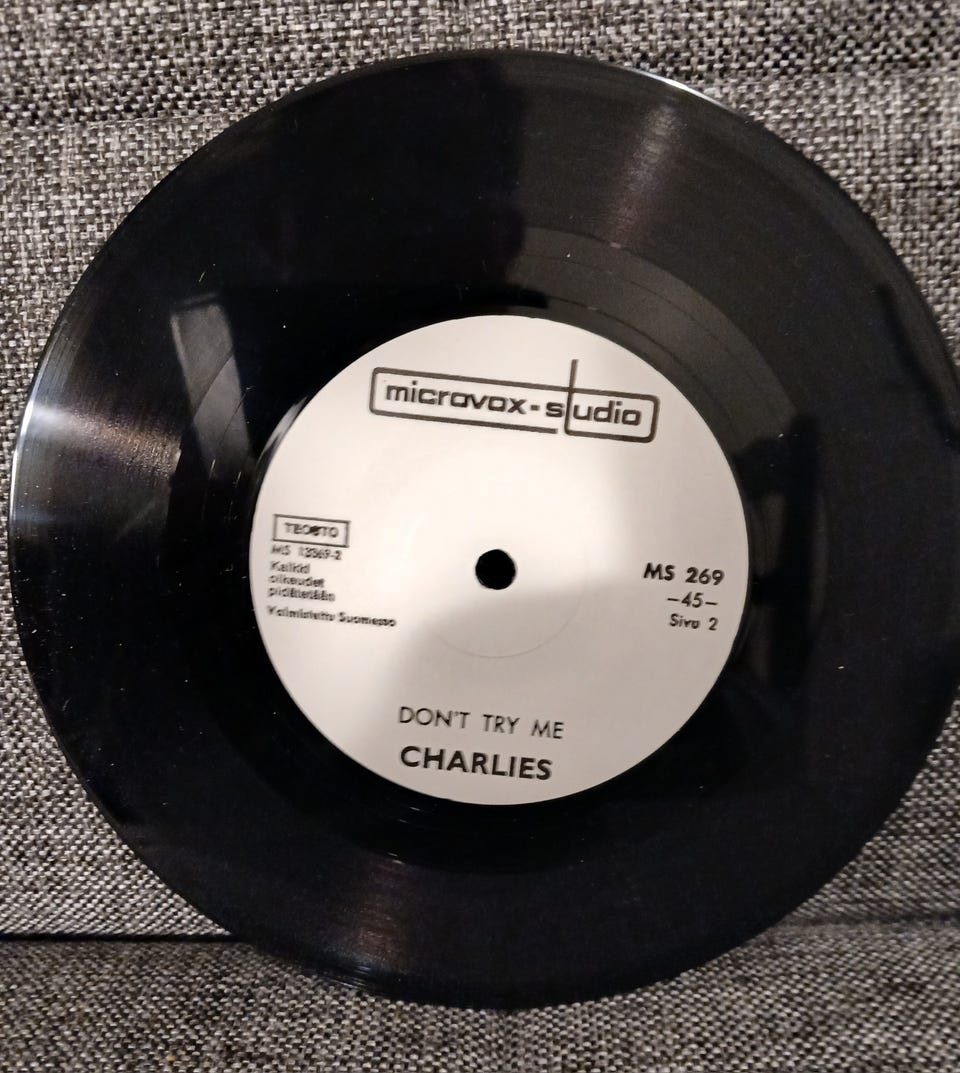 microvox-studio
TEOSTO
MS 13369-2
Kaikki
oikeudet
pidätetään
Valmistettu Suomessa
MS 269
–45–
Sivu 2
DON'T TRY ME
CHARLIES